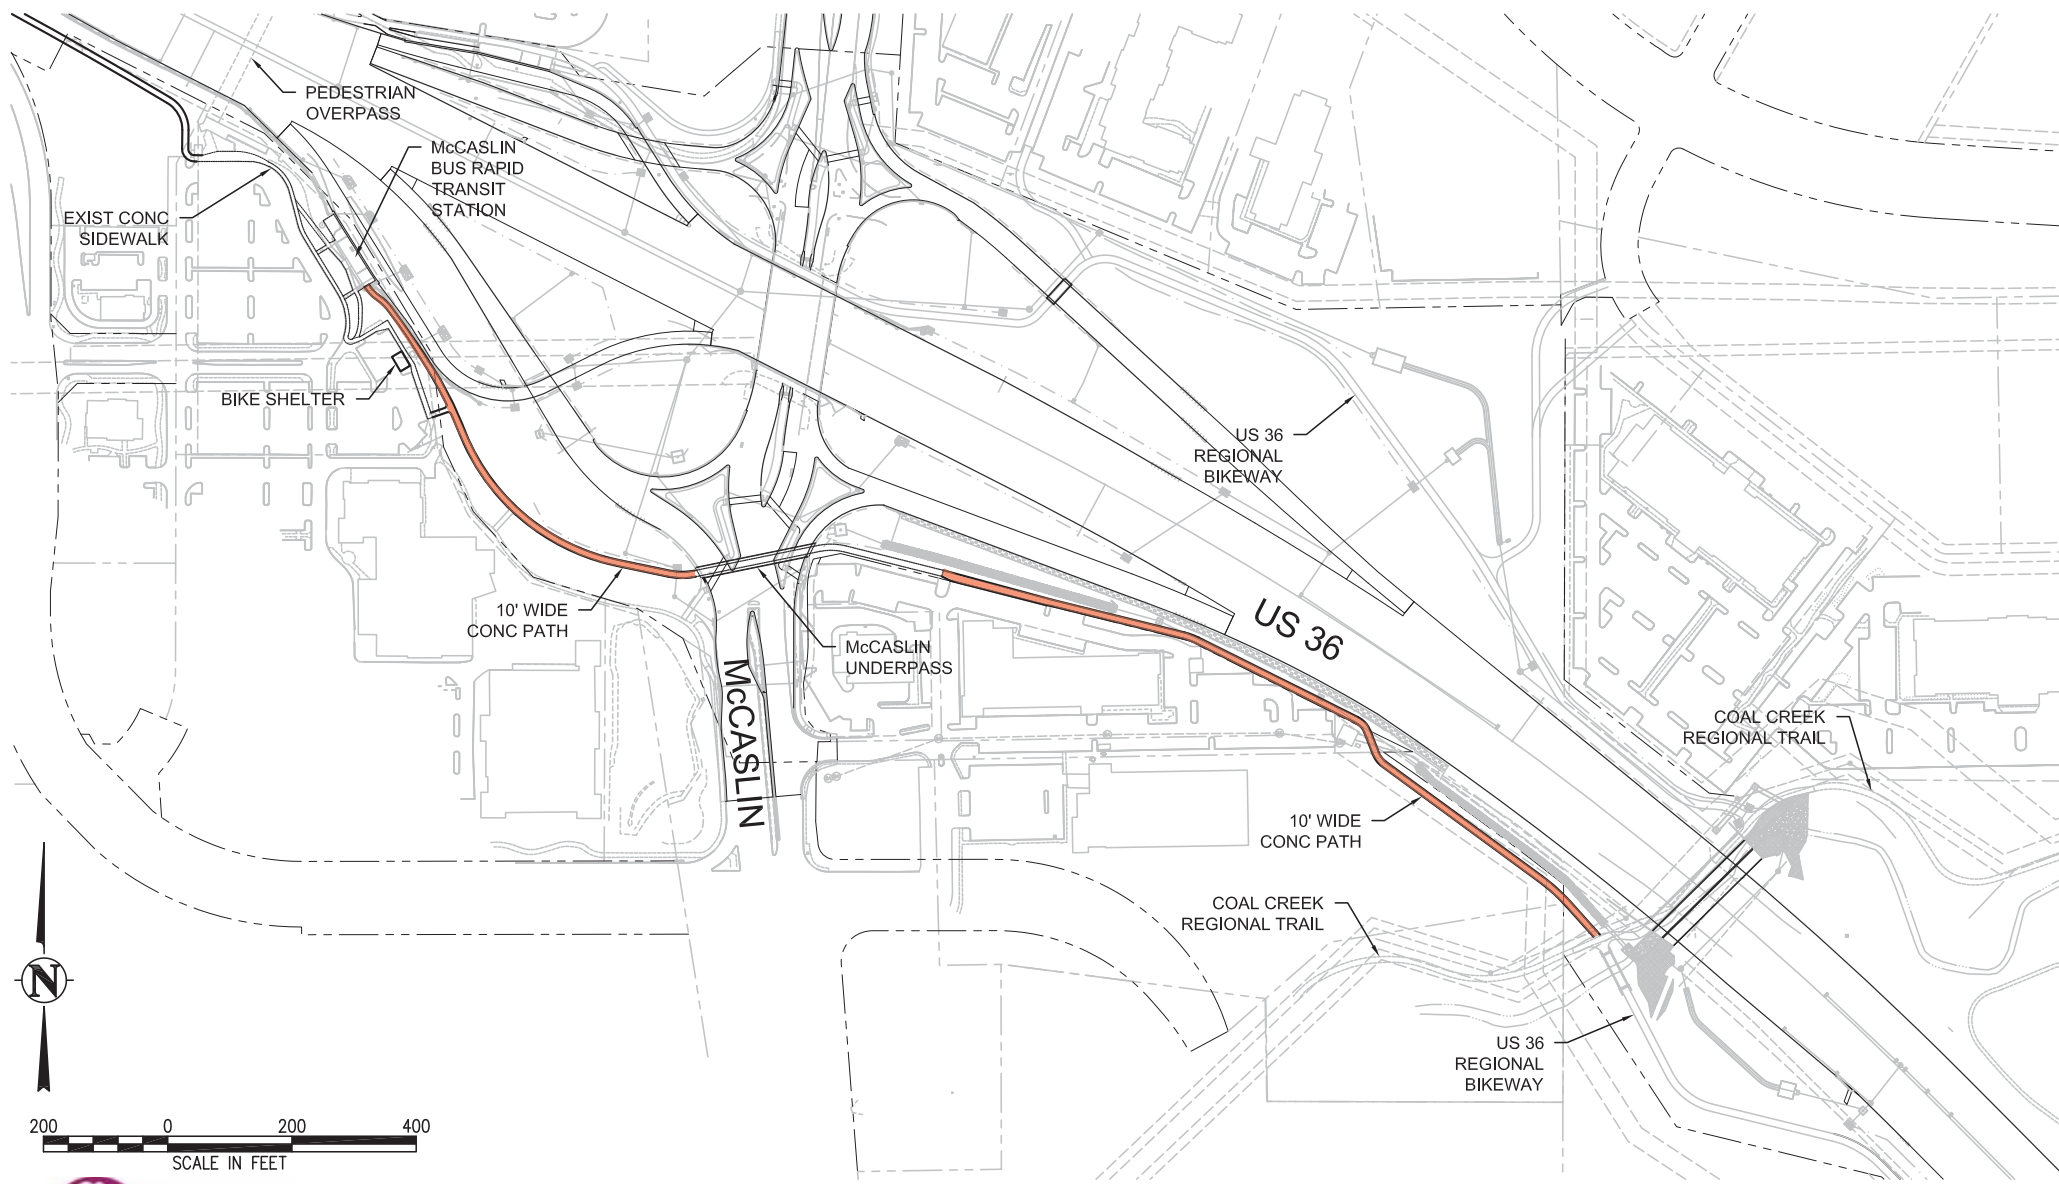 PEDESTRIAN
OVERPASS
McCASLIN
BUS RAPID
TRANSIT
STATION
EXIST CONC
SIDEWALK
BIKE SHELTER
US 36
REGIONAL
BIKEWAY
10' WIDE
CONC PATH
McCASLIN
UNDERPASS
US 36
McCASLIN
COAL CREEK
REGIONAL TRAIL
10' WIDE
CONC PATH
COAL CREEK
REGIONAL TRAIL
US 36
REGIONAL
BIKEWAY
N
200 0 200 400
SCALE IN FEET